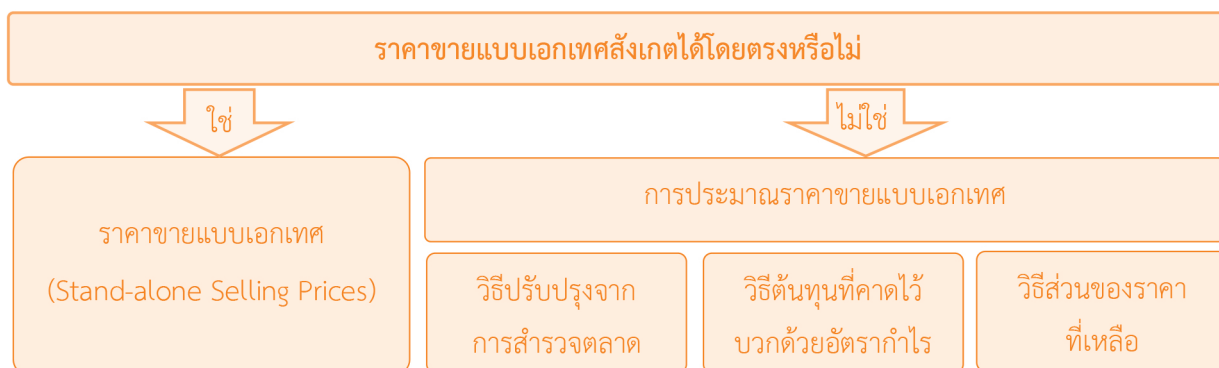 ราคาขายแบบเอกเทศสังเกตได้โดยตรงหรือไม่
ใช่
ไม่ใช่
ราคาขายแบบเอกเทศ
(Stand-alone Selling Prices)
การประมาณราคาขายแบบเอกเทศ
วิธีปรับปรุงจาก
การสำรวจตลาด
วิธีต้นทุนที่คาดไว้
บวกด้วยอัตรากำไร
วิธีส่วนของราคา
ที่เหลือ